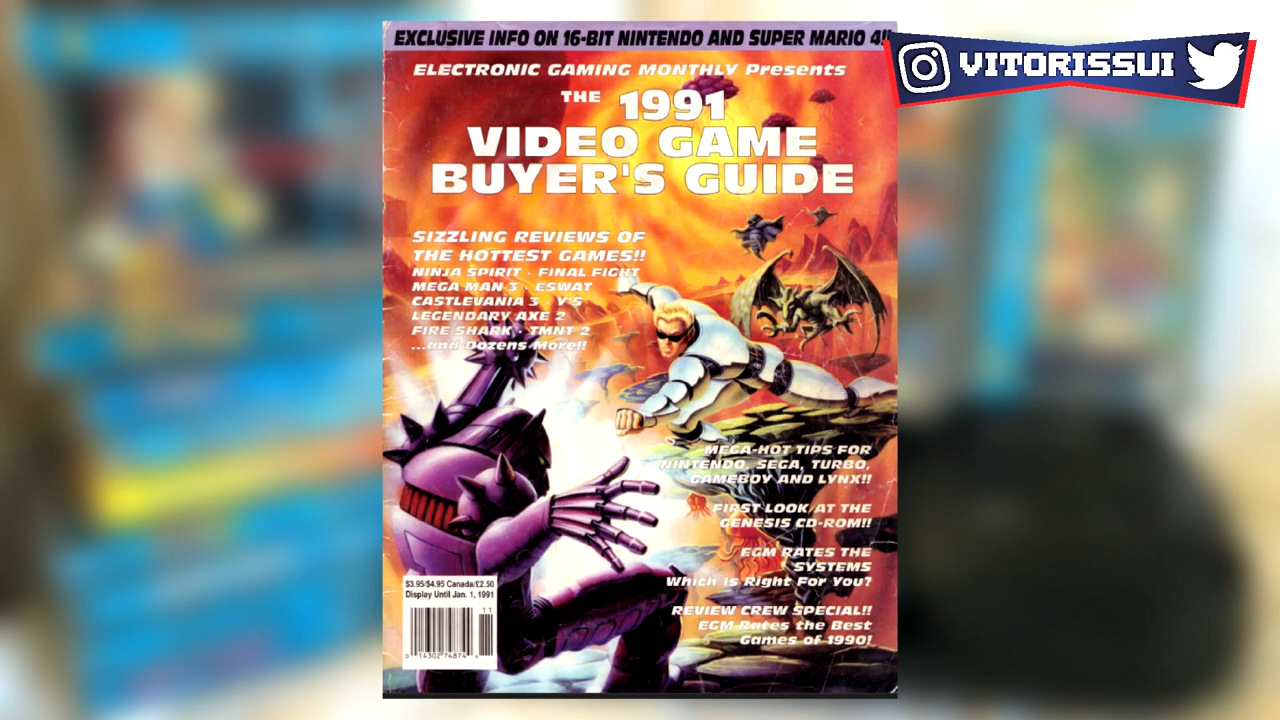 EXCLUSIVE INFO ON 16-BIT NINTENDO AND SUPER MARIO 4!!
VITORISSUI
ELECTRONIC GAMING MONTHLY Presents
THE 1991
VIDEO GAME
BUYER'S GUIDE
SIZZLING REVIEWS OF
THE HOTTEST GAMES!!
NINJA SPIRIT · FINAL FIGHT
MEGA MAN 3 · ESWAT
CASTLEVANIA 3 · Y'S
LEGENDARY AXE 2
FIRE SHARK · TMNT 2
...and Dozens More!!
MEGA-HOT TIPS FOR
NINTENDO, SEGA, TURBO,
GAMEBOY AND LYNX!!
FIRST LOOK AT THE
GENESIS CD-ROM!!
EGM RATES THE
SYSTEMS
Which Is Right For You?
REVIEW CREW SPECIAL!!
EGM Rates the Best
Games of 1990!
$3.95/$4.95 Canada/£2.50
Display Until Jan. 1, 1991
11
0 14302 74874